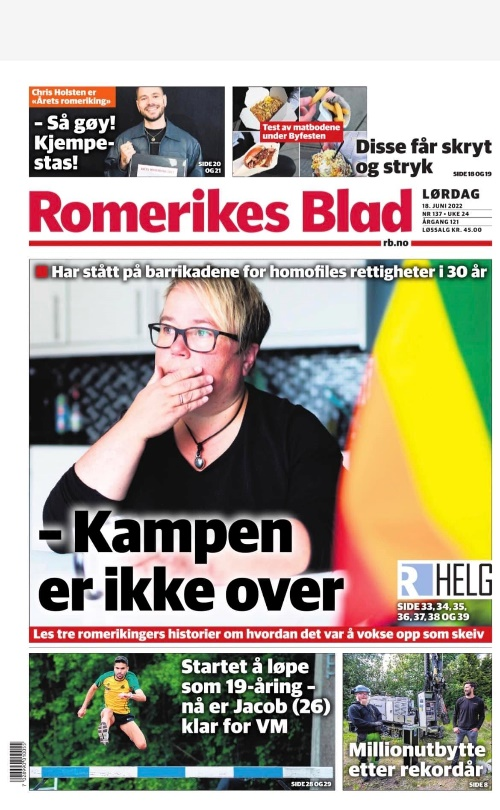 Chris Holsten er
«Årets romeriking»
– Så gøy!
Kjempe-
stas!
SIDE 20
OG 21
Test av matbodene
under Byfesten
Disse får skryt
og stryk
SIDE 18 OG 19
Romerikes Blad
LØRDAG
18. JUNI 2022
NR 137 • UKE 24
ÅRGANG 121
LØSSALG KR. 45.00
rb.no
Har stått på barrikadene for homofiles rettigheter i 30 år
– Kampen
er ikke over
R HELG
SIDE 33, 34, 35,
36, 37, 38 OG 39
Les tre romerikingers historier om hvordan det var å vokse opp som skeiv
Startet å løpe
som 19-åring –
nå er Jacob (26)
klar for VM
SIDE 28 OG 29
Millionutbytte
etter rekordår
SIDE 8